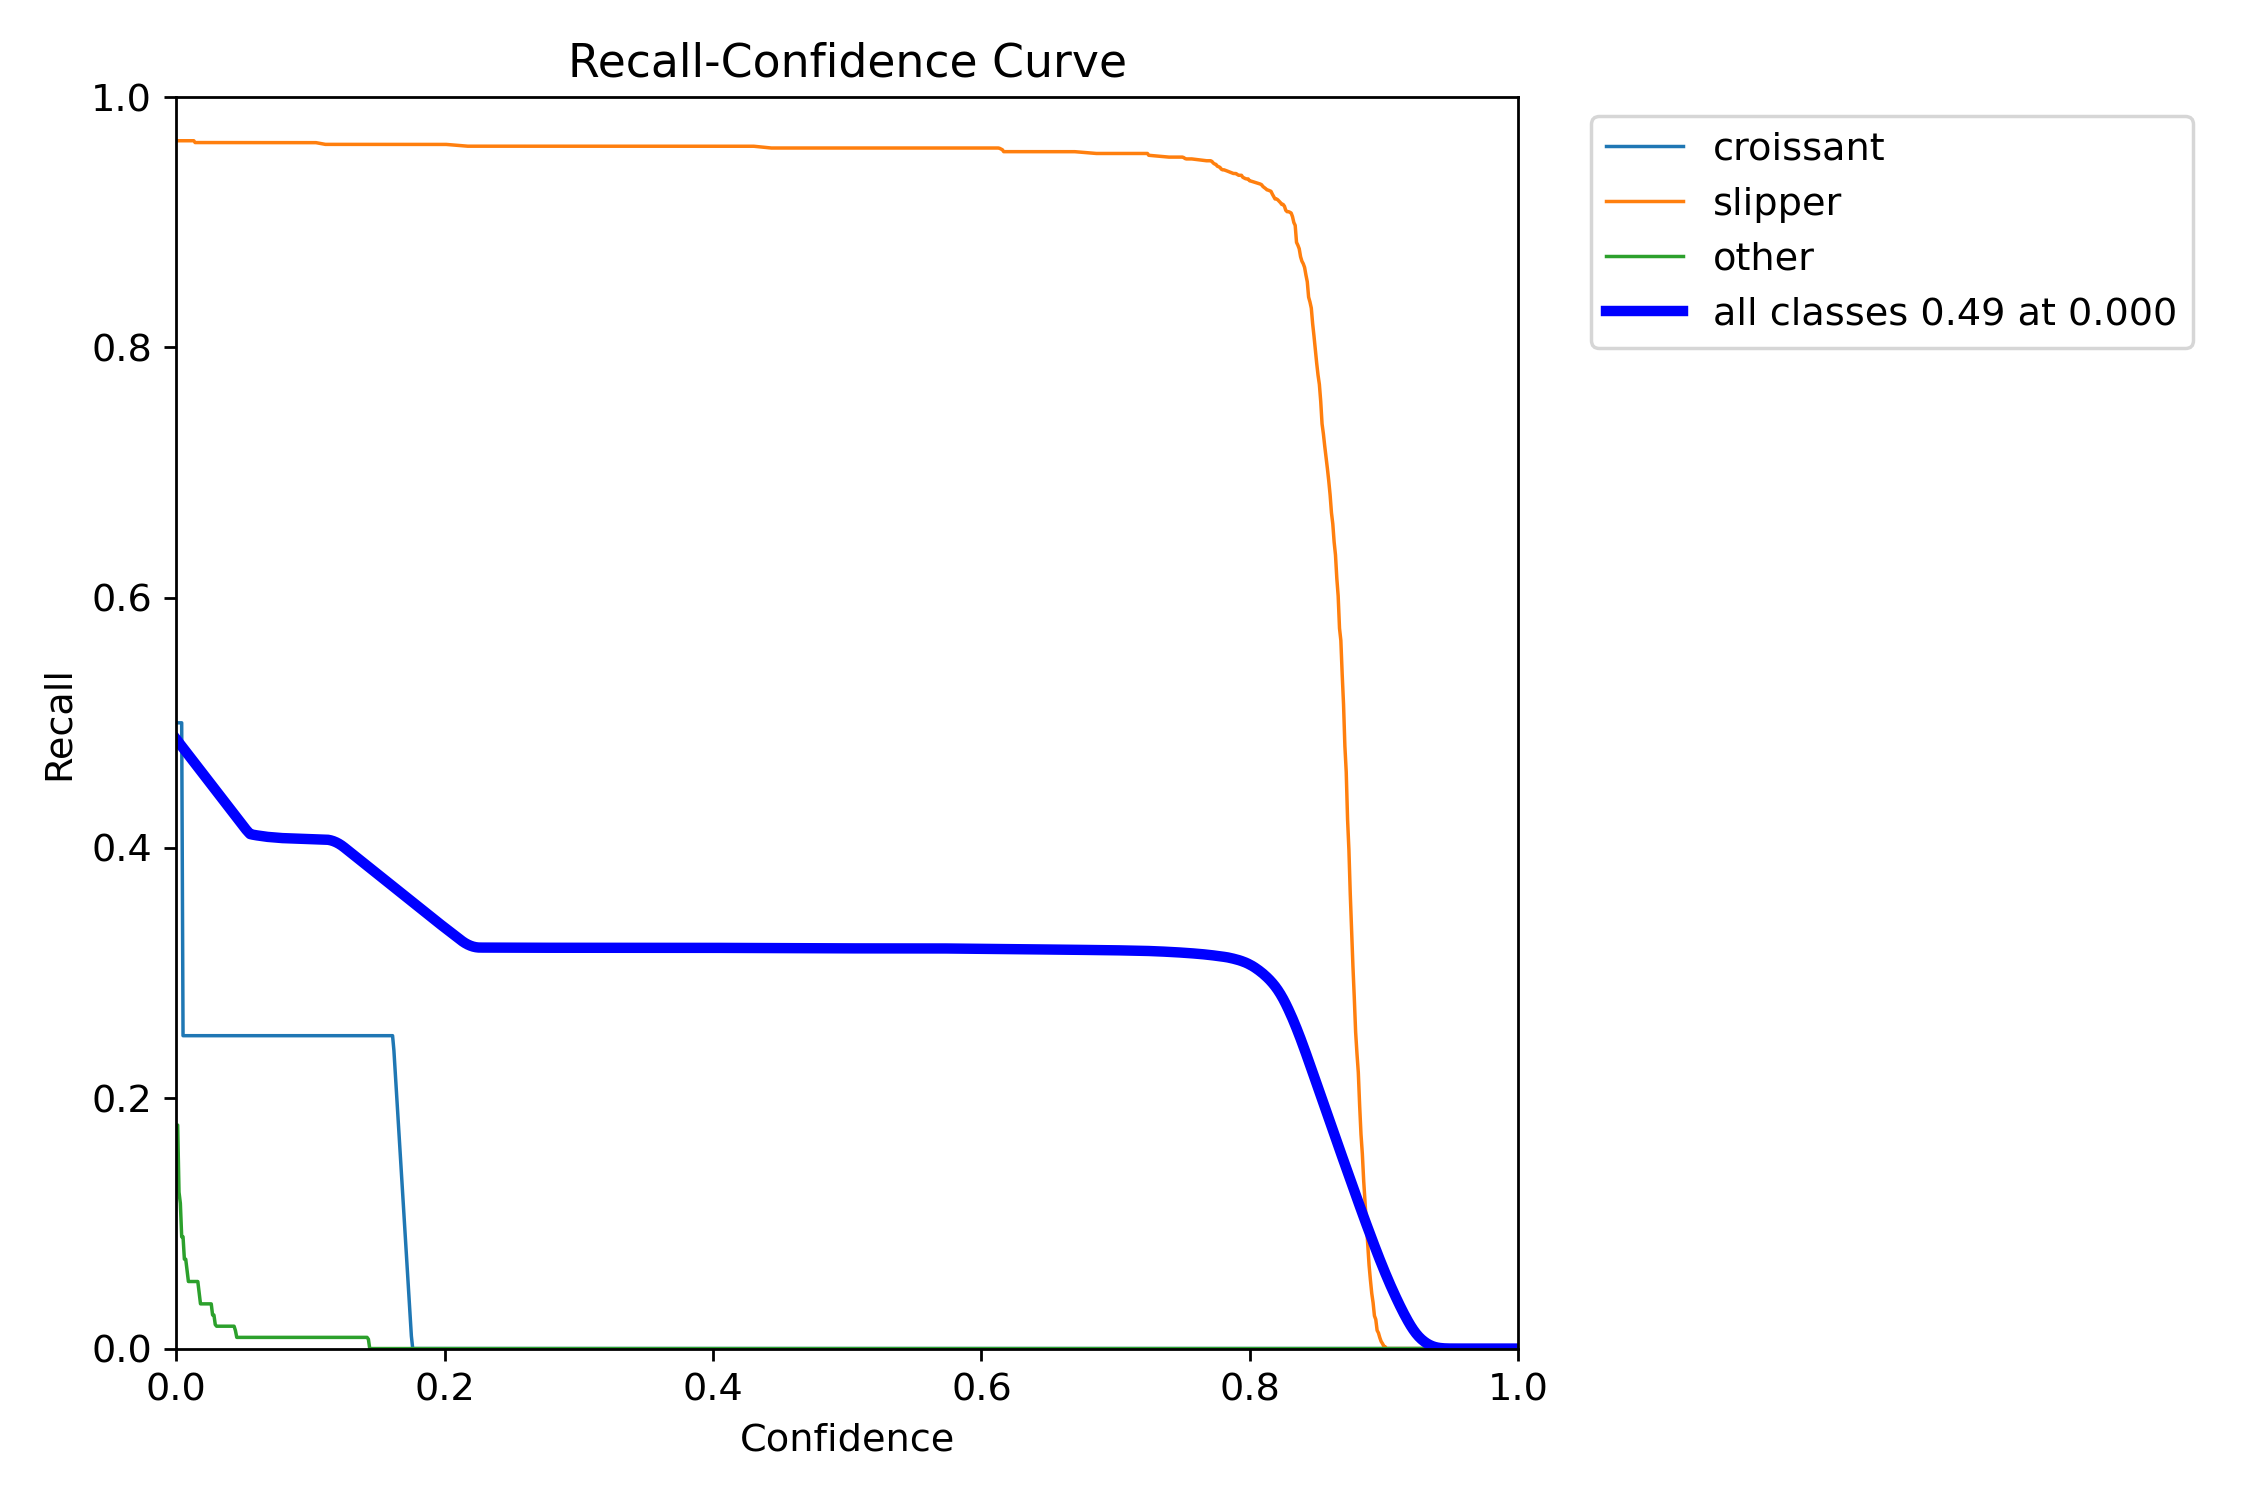 Recall-Confidence Curve
1.0
0.8
0.6
0.4
0.2
0.0
Recall
0.0 0.2 0.4 0.6 0.8 1.0
Confidence
croissant
slipper
other
all classes 0.49 at 0.000